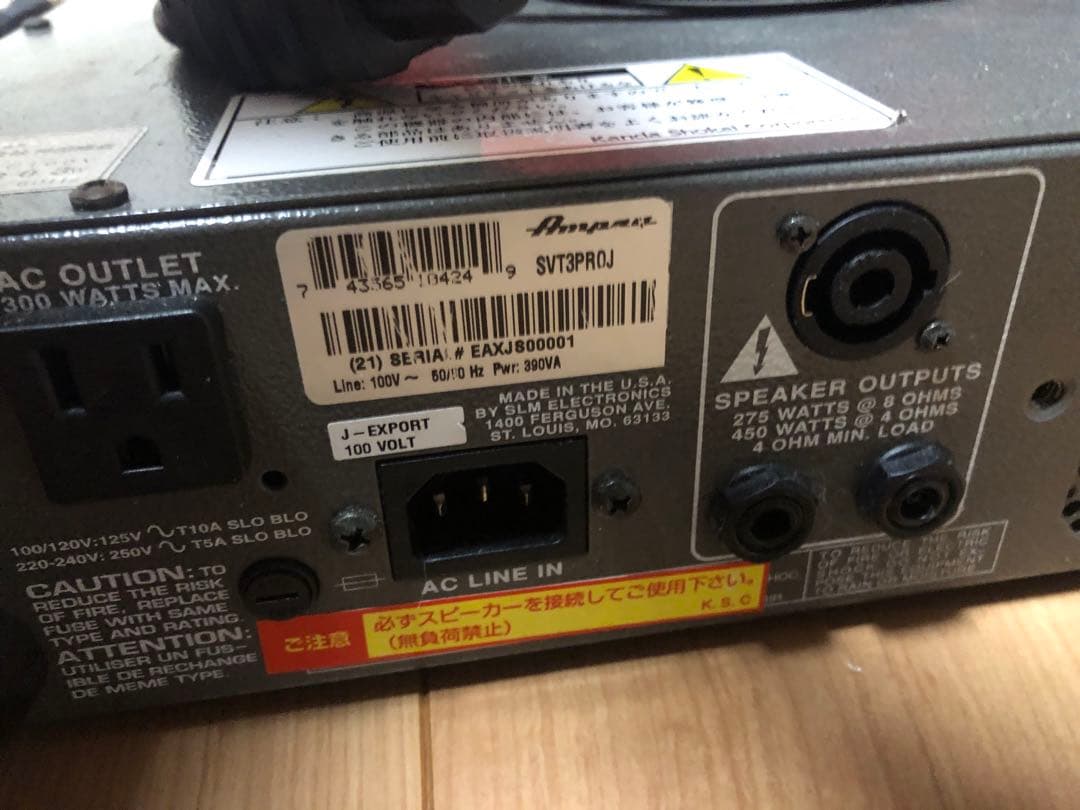 Kanda Shokai Corporation
AC OUTLET
300 WATTS MAX.
Ampeg
7 43365 10424 9 SVT3PROJ
(21) SERIAL# EAXJS00001
Line: 100V ~ 50/60 Hz Pwr: 390VA
MADE IN THE U.S.A.
BY SLM ELECTRONICS
1400 FERGUSON AVE.
ST. LOUIS, MO. 63133
J-EXPORT
100 VOLT
SPEAKER OUTPUTS
275 WATTS @ 8 OHMS
450 WATTS @ 4 OHMS
4 OHM MIN. LOAD
100/120V:125V T10A SLO BLO
220-240V: 250V T5A SLO BLO
CAUTION: TO
REDUCE THE RISK
OF FIRE, REPLACE
FUSE WITH SAME
TYPE AND RATING.
ATTENTION:
UTILISER UN FUS-
IBLE DE RECHANGE
DE MEME TYPE.
AC LINE IN
ご注意
必ずスピーカーを接続してご使用下さい。
(無負荷禁止)
K.S.C